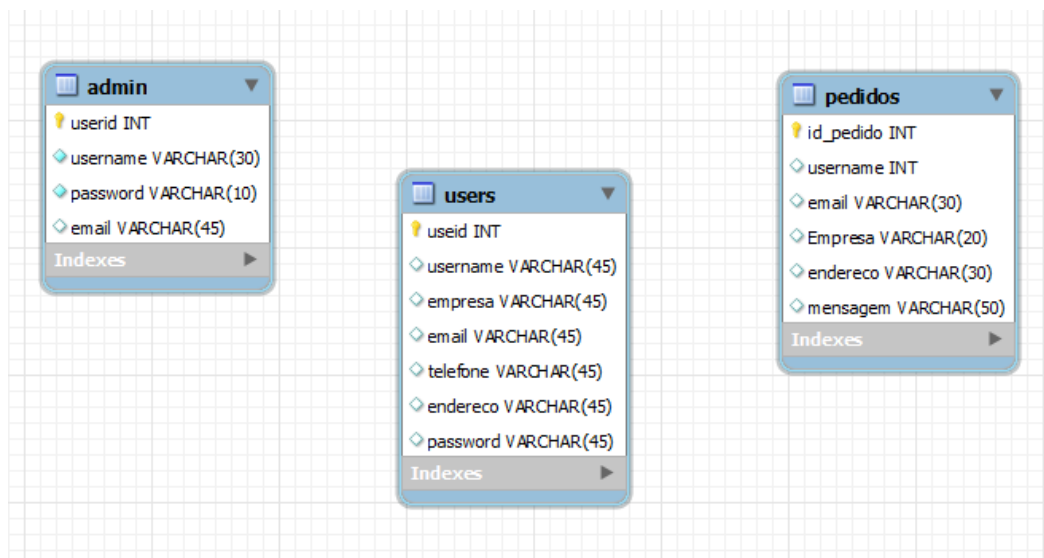 admin
userid INT
username VARCHAR(30)
password VARCHAR(10)
email VARCHAR(45)
Indexes
users
useid INT
username VARCHAR(45)
empresa VARCHAR(45)
email VARCHAR(45)
telefone VARCHAR(45)
endereco VARCHAR(45)
password VARCHAR(45)
Indexes
pedidos
id_pedido INT
username INT
email VARCHAR(30)
Empresa VARCHAR(20)
endereco VARCHAR(30)
mensagem VARCHAR(50)
Indexes